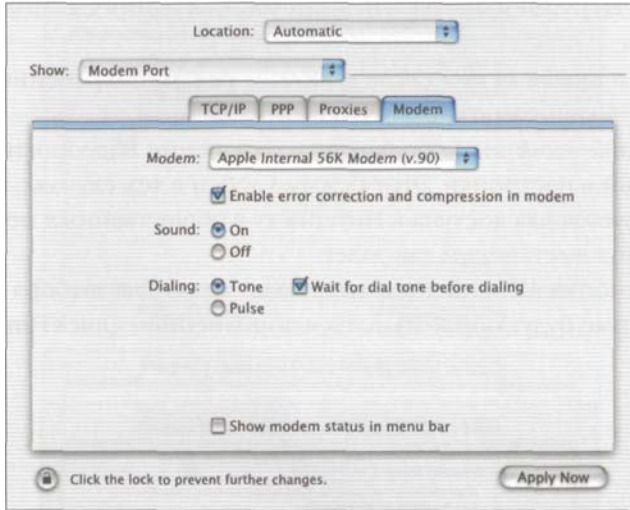 Location: Automatic
Show: Modem Port
TCP/IP PPP Proxies Modem
Modem: Apple Internal 56K Modem (v.90)
Enable error correction and compression in modem
Sound: On
Off
Dialing: Tone Wait for dial tone before dialing
Pulse
Show modem status in menu bar
Click the lock to prevent further changes. Apply Now